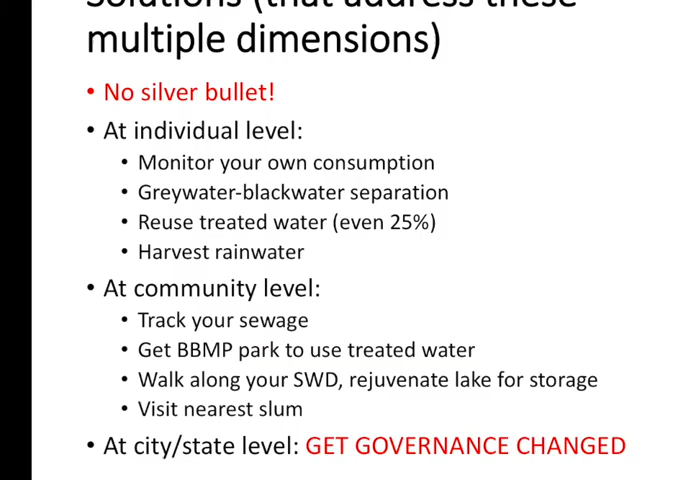 Solutions (that address these
multiple dimensions)
• No silver bullet!
• At individual level:
• Monitor your own consumption
• Greywater-blackwater separation
• Reuse treated water (even 25%)
• Harvest rainwater
• At community level:
• Track your sewage
• Get BBMP park to use treated water
• Walk along your SWD, rejuvenate lake for storage
• Visit nearest slum
• At city/state level: GET GOVERNANCE CHANGED